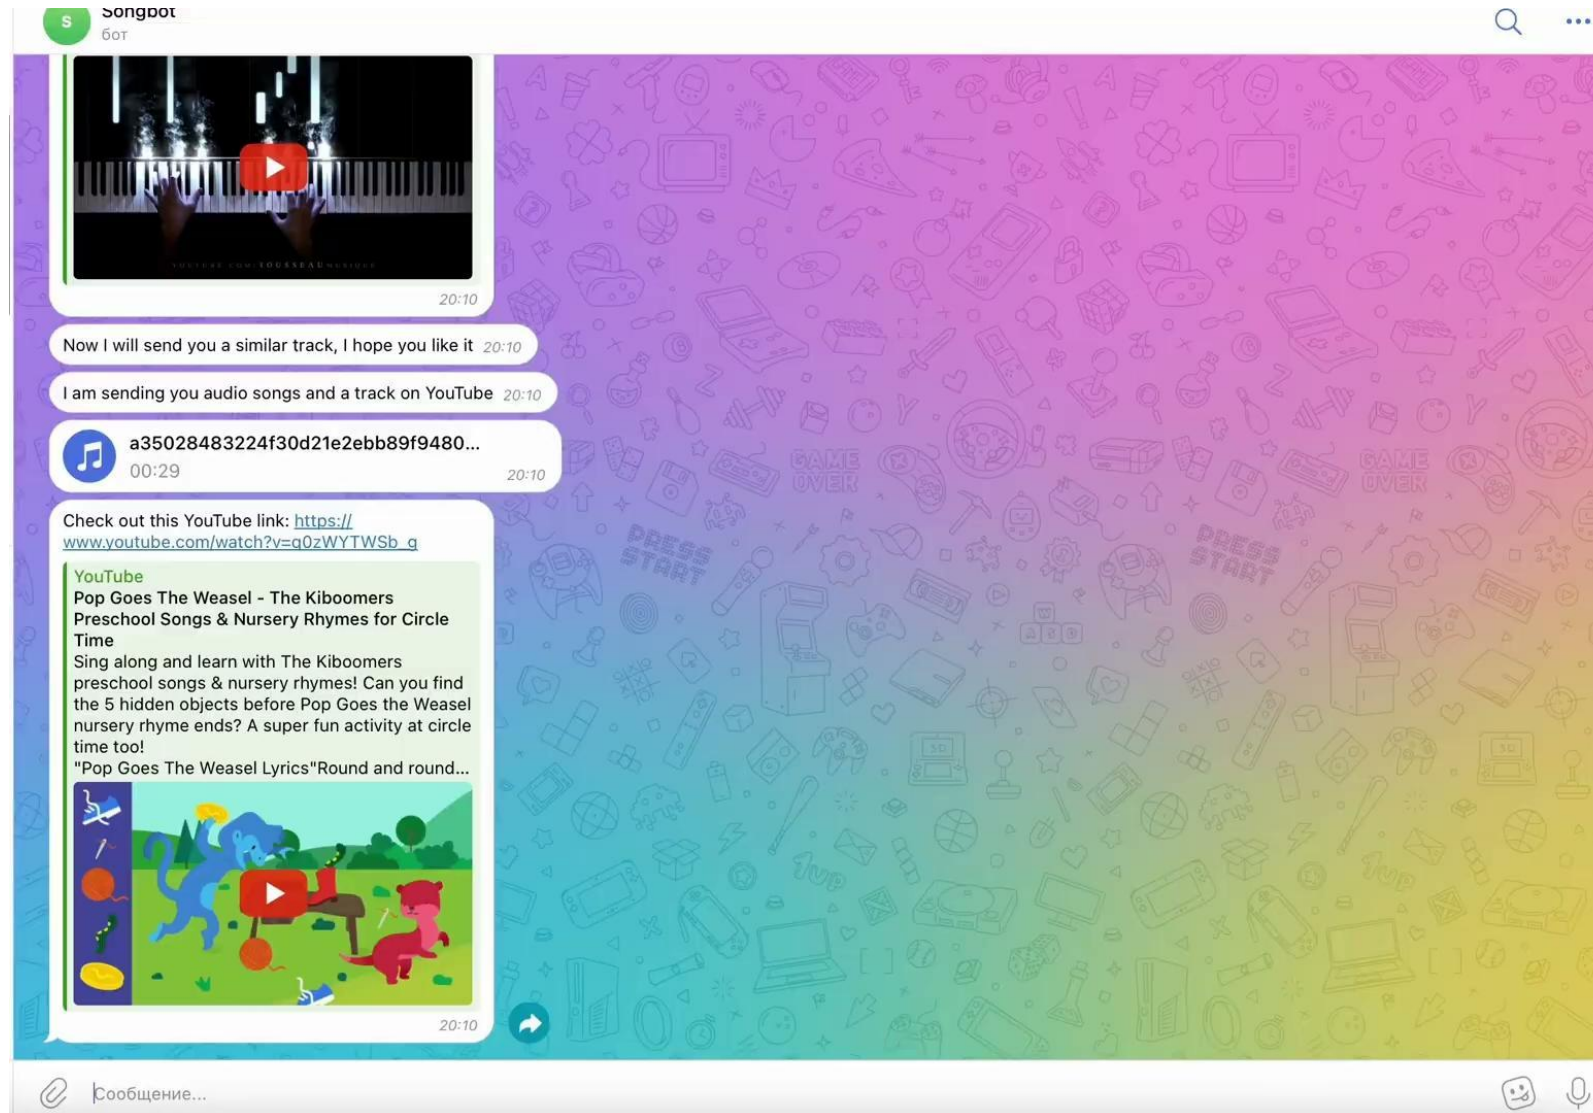 Songbot
бот
YOUTUBE.COM/ROUSSEAUMUSIQUE
20:10
Now I will send you a similar track, I hope you like it 20:10
I am sending you audio songs and a track on YouTube 20:10
a35028483224f30d21e2ebb89f9480...
00:29
20:10
Check out this YouTube link: https://
www.youtube.com/watch?v=q0zWYTWSb_g
YouTube
Pop Goes The Weasel - The Kiboomers
Preschool Songs & Nursery Rhymes for Circle
Time
Sing along and learn with The Kiboomers
preschool songs & nursery rhymes! Can you find
the 5 hidden objects before Pop Goes the Weasel
nursery rhyme ends? A super fun activity at circle
time too!
"Pop Goes The Weasel Lyrics"Round and round...
20:10
GAME
OVER
GAME
OVER
PRESS
START
PRESS
START
1UP
1UP
Сообщение...